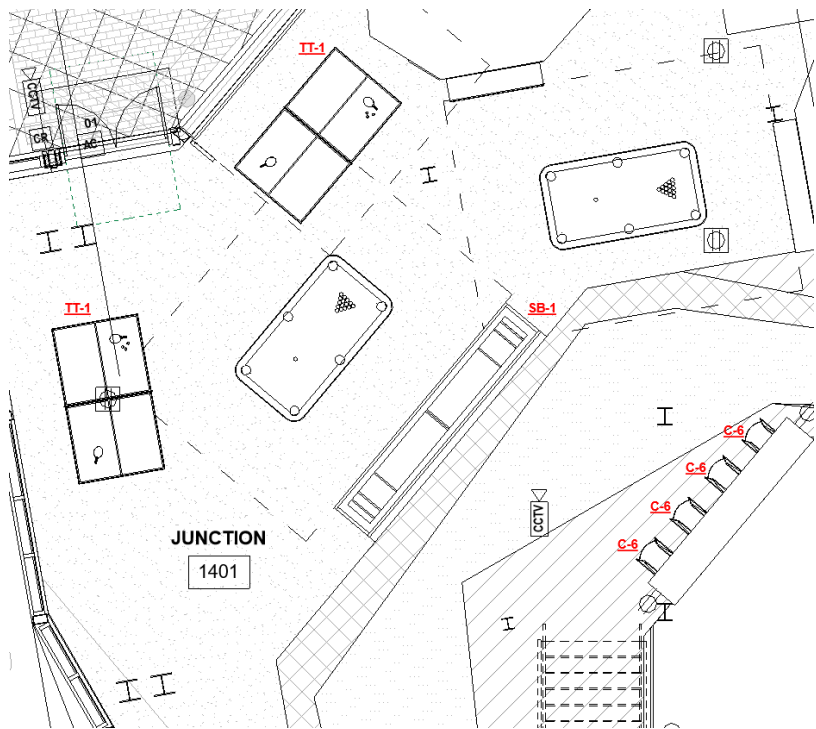 TT-1
CCTV
01
CR
AC
TT-1
SB-1
C-6
C-6
C-6
CCTV
C-6
JUNCTION
1401